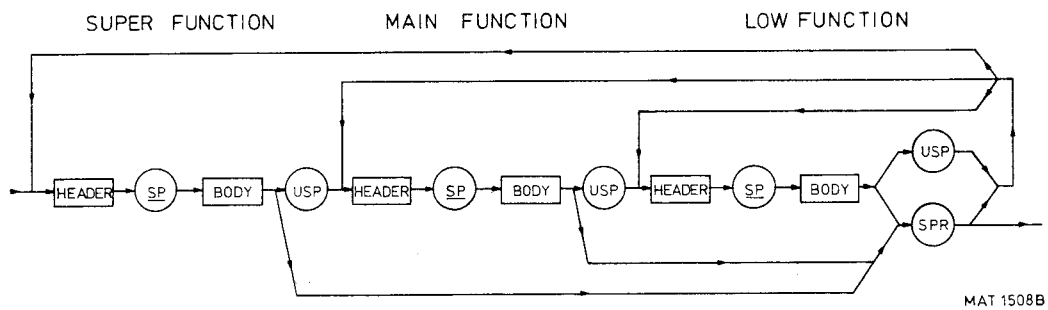 SUPER FUNCTION MAIN FUNCTION LOW FUNCTION
USP
HEADER SP BODY USP HEADER SP BODY USP HEADER SP BODY
SPR
MAT 1508B